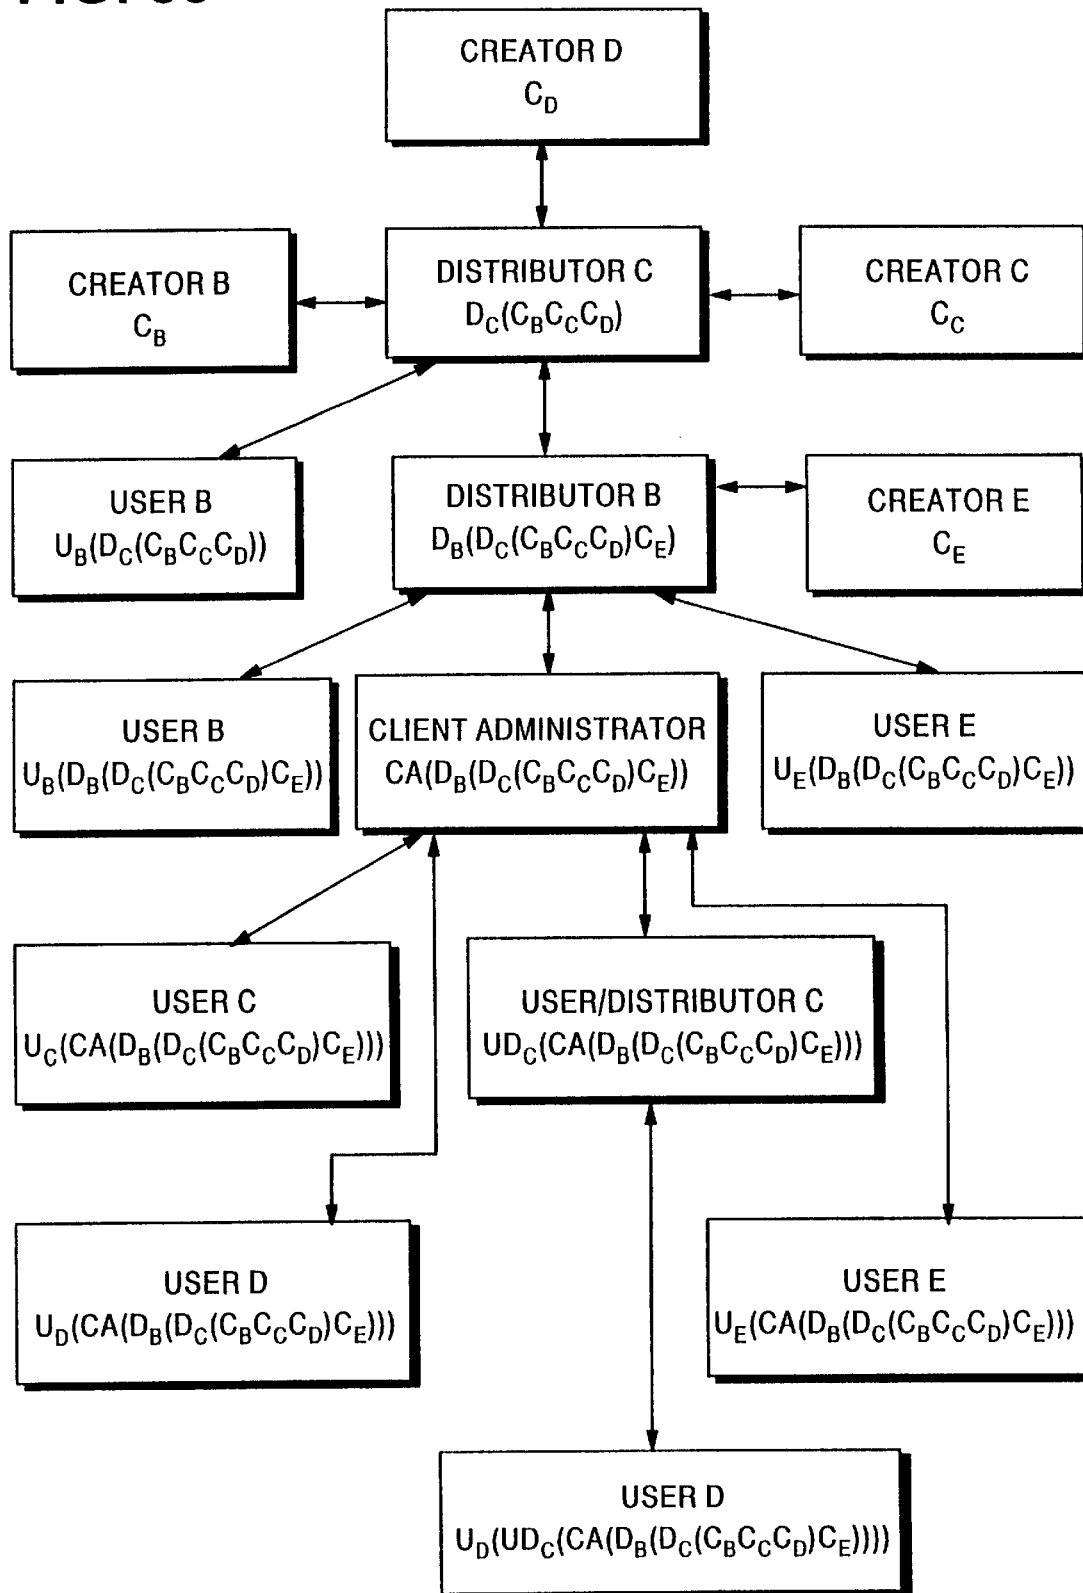 CREATOR D
C_D
CREATOR B
C_B
DISTRIBUTOR C
D_C(C_BC_CC_D)
CREATOR C
C_C
USER B
U_B(D_C(C_BC_CC_D))
DISTRIBUTOR B
D_B(D_C(C_BC_CC_D)C_E)
CREATOR E
C_E
USER B
U_B(D_B(D_C(C_BC_CC_D)C_E))
CLIENT ADMINISTRATOR
CA(D_B(D_C(C_BC_CC_D)C_E))
USER E
U_E(D_B(D_C(C_BC_CC_D)C_E))
USER C
U_C(CA(D_B(D_C(C_BC_CC_D)C_E)))
USER/DISTRIBUTOR C
UD_C(CA(D_B(D_C(C_BC_CC_D)C_E)))
USER D
U_D(CA(D_B(D_C(C_BC_CC_D)C_E)))
USER E
U_E(CA(D_B(D_C(C_BC_CC_D)C_E)))
USER D
U_D(UD_C(CA(D_B(D_C(C_BC_CC_D)C_E))))